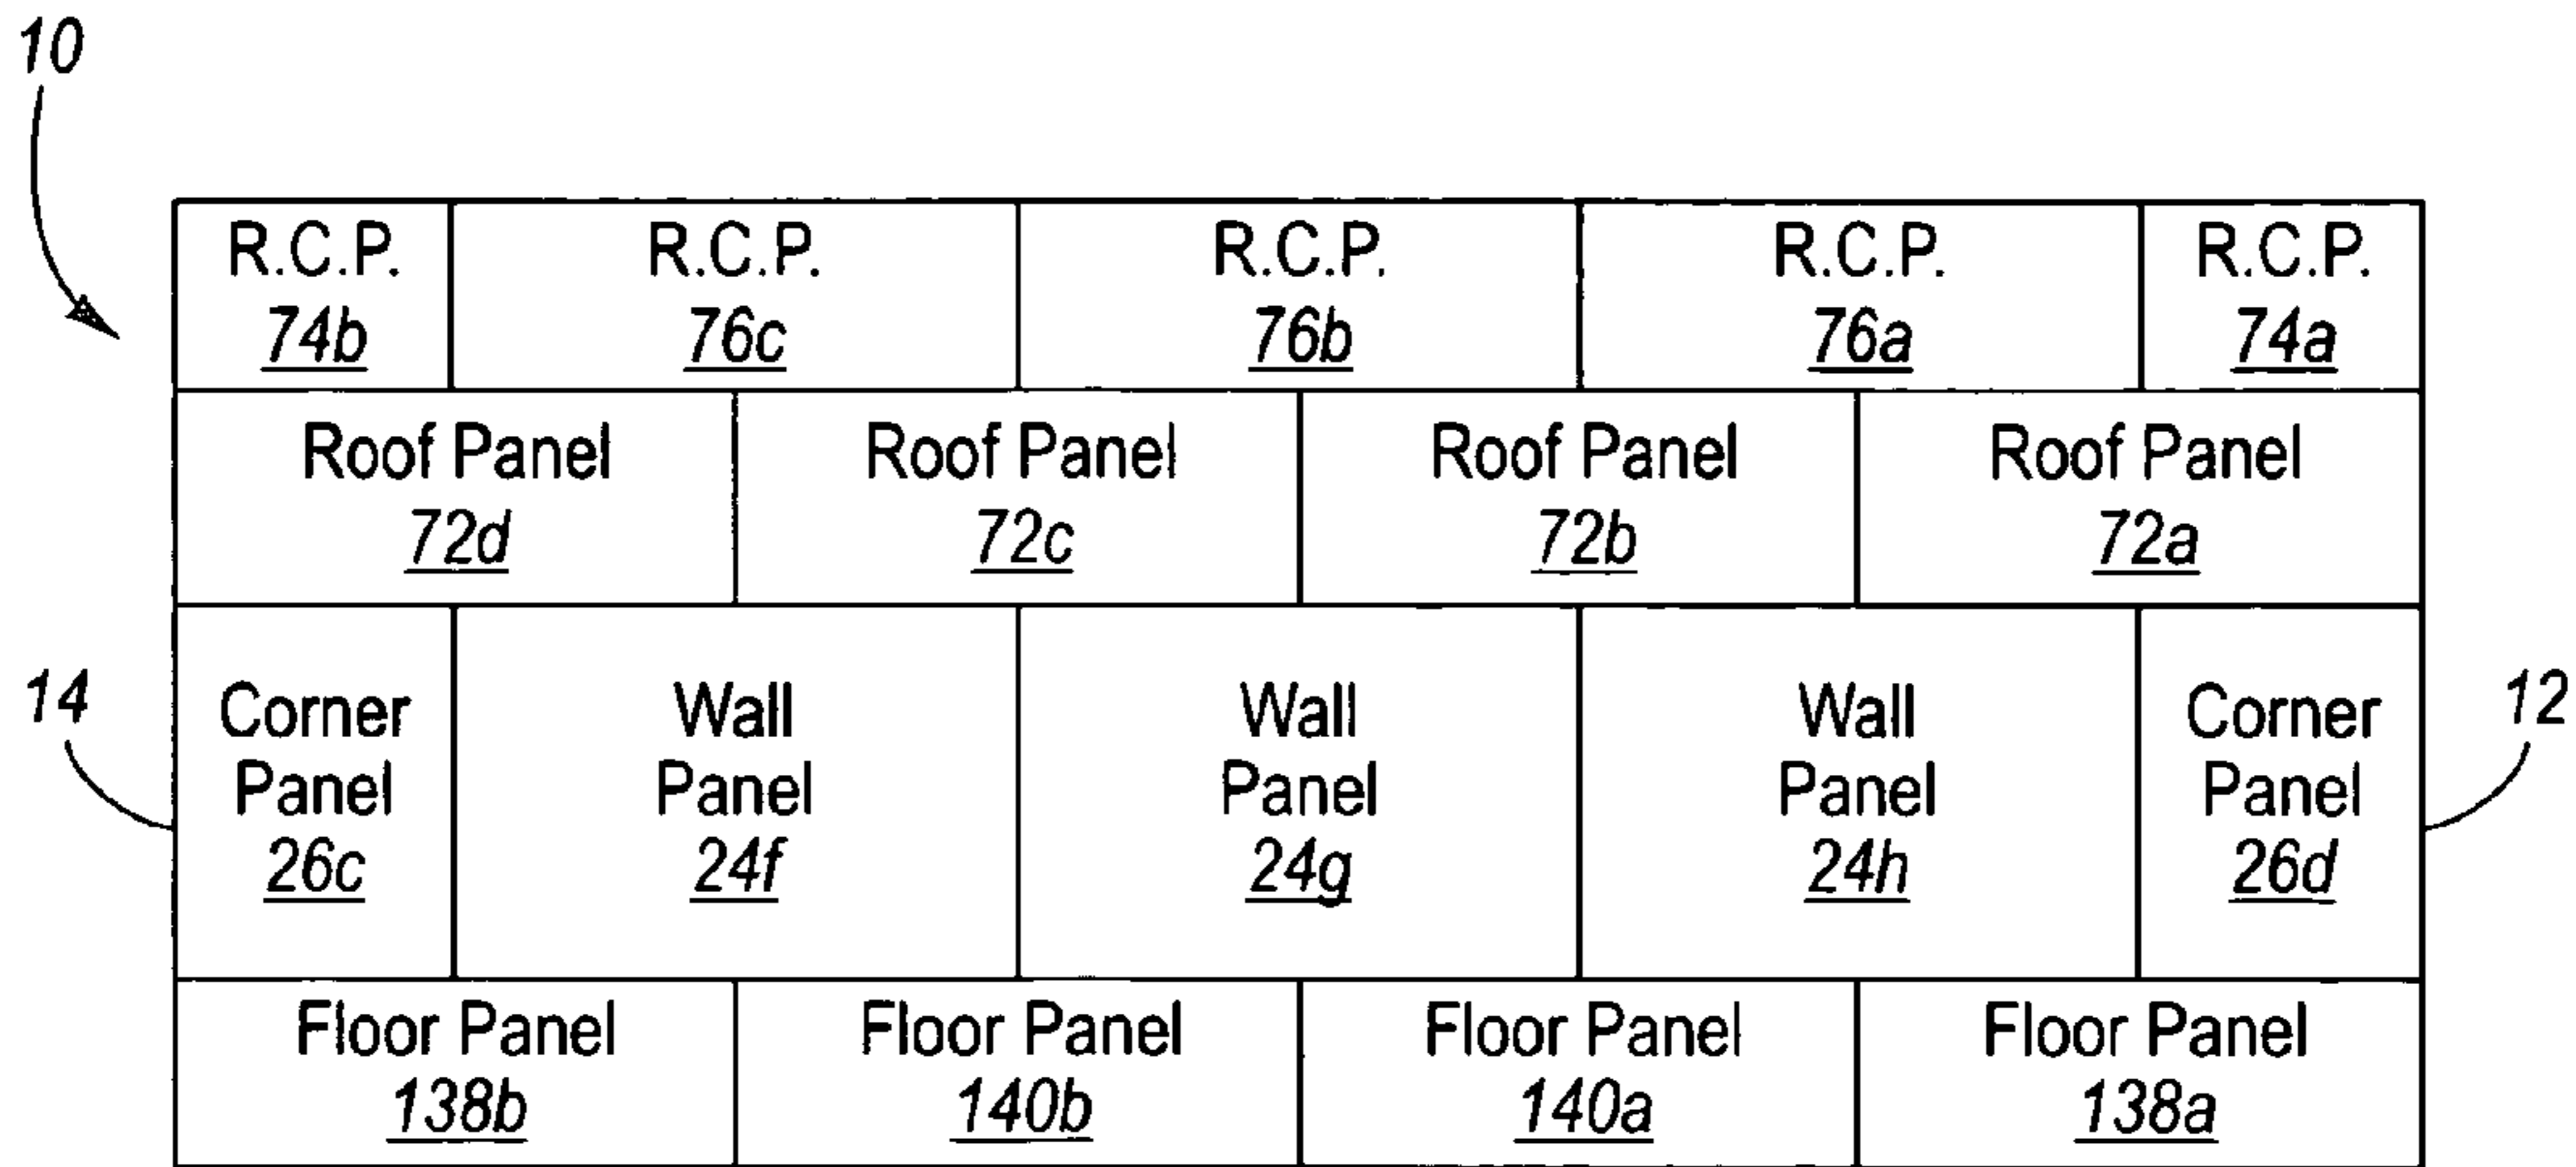 10
R.C.P. R.C.P. R.C.P. R.C.P. R.C.P.
74b 76c 76b 76a 74a
Roof Panel Roof Panel Roof Panel Roof Panel
72d 72c 72b 72a
14 12
Corner Wall Wall Wall Corner
Panel Panel Panel Panel Panel
26c 24f 24g 24h 26d
Floor Panel Floor Panel Floor Panel Floor Panel
138b 140b 140a 138a